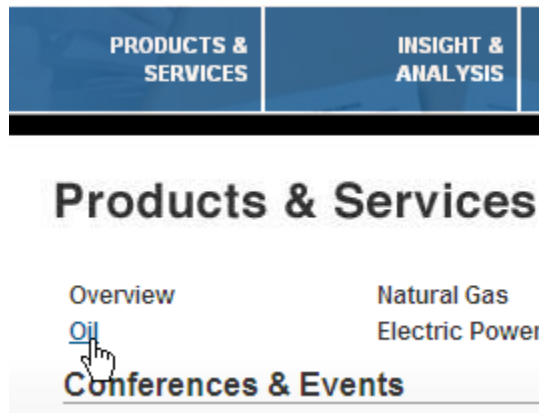 PRODUCTS &
SERVICES
INSIGHT &
ANALYSIS
Products & Services
Overview
Natural Gas
Oil
Electric Power
Conferences & Events